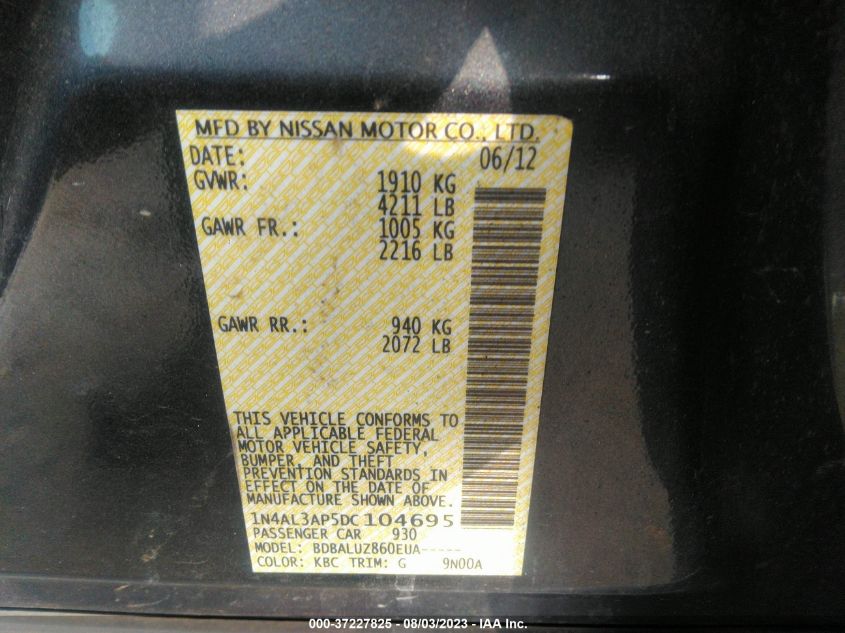 MFD BY NISSAN MOTOR CO., LTD.
DATE: 06/12
GVWR: 1910 KG
4211 LB
GAWR FR.: 1005 KG
2216 LB
GAWR RR.: 940 KG
2072 LB
THIS VEHICLE CONFORMS TO
ALL APPLICABLE FEDERAL
MOTOR VEHICLE SAFETY,
BUMPER, AND THEFT
PREVENTION STANDARDS IN
EFFECT ON THE DATE OF
MANUFACTURE SHOWN ABOVE.
1N4AL3AP5DC104695
PASSENGER CAR 930
MODEL: BDBALUZ860EUA-----
COLOR: KBC TRIM: G 9N00A
000-37227825 - 08/03/2023 - IAA Inc.